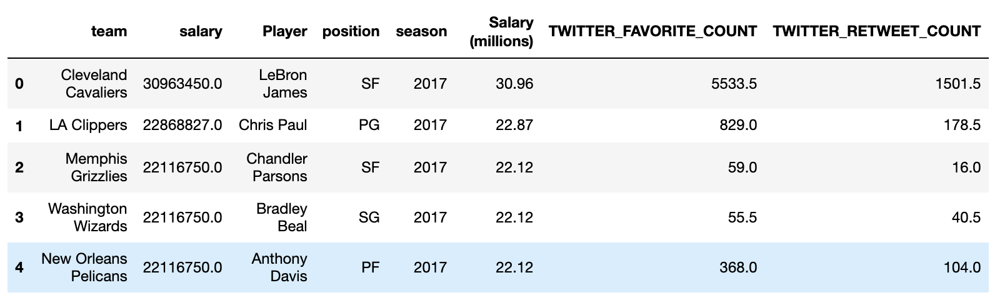 team salary Player position season Salary (millions) TWITTER_FAVORITE_COUNT TWITTER_RETWEET_COUNT
0 Cleveland Cavaliers 30963450.0 LeBron James SF 2017 30.96 5533.5 1501.5
1 LA Clippers 22868827.0 Chris Paul PG 2017 22.87 829.0 178.5
2 Memphis Grizzlies 22116750.0 Chandler Parsons SF 2017 22.12 59.0 16.0
3 Washington Wizards 22116750.0 Bradley Beal SG 2017 22.12 55.5 40.5
4 New Orleans Pelicans 22116750.0 Anthony Davis PF 2017 22.12 368.0 104.0